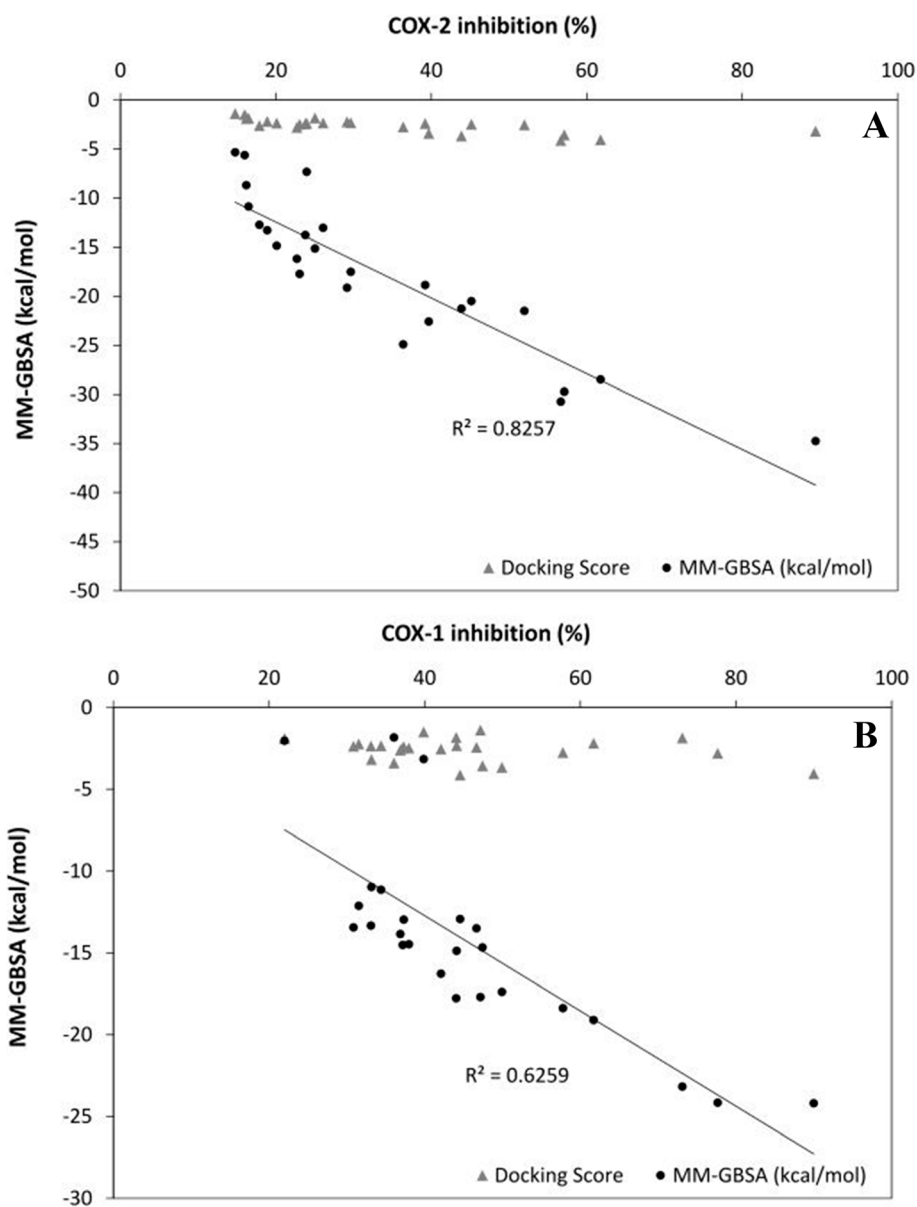 COX-2 inhibition (%)
0 20 40 60 80 100
A
0
-5
-10
-15
-20
-25
-30
-35
-40
-45
-50
MM-GBSA (kcal/mol)
R² = 0.8257
Docking Score MM-GBSA (kcal/mol)
COX-1 inhibition (%)
0 20 40 60 80 100
B
0
-5
-10
-15
-20
-25
-30
MM-GBSA (kcal/mol)
R² = 0.6259
Docking Score MM-GBSA (kcal/mol)